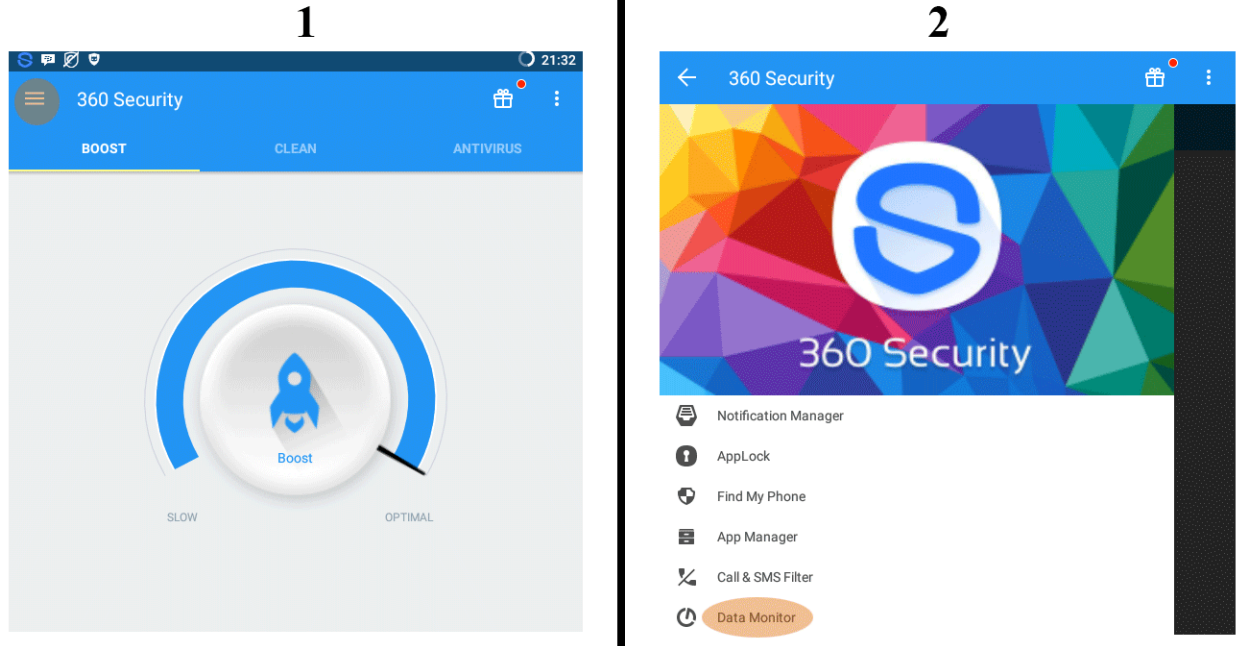 1
21:32
360 Security
BOOST CLEAN ANTIVIRUS
Boost
SLOW OPTIMAL
2
360 Security
360 Security
Notification Manager
AppLock
Find My Phone
App Manager
Call & SMS Filter
Data Monitor